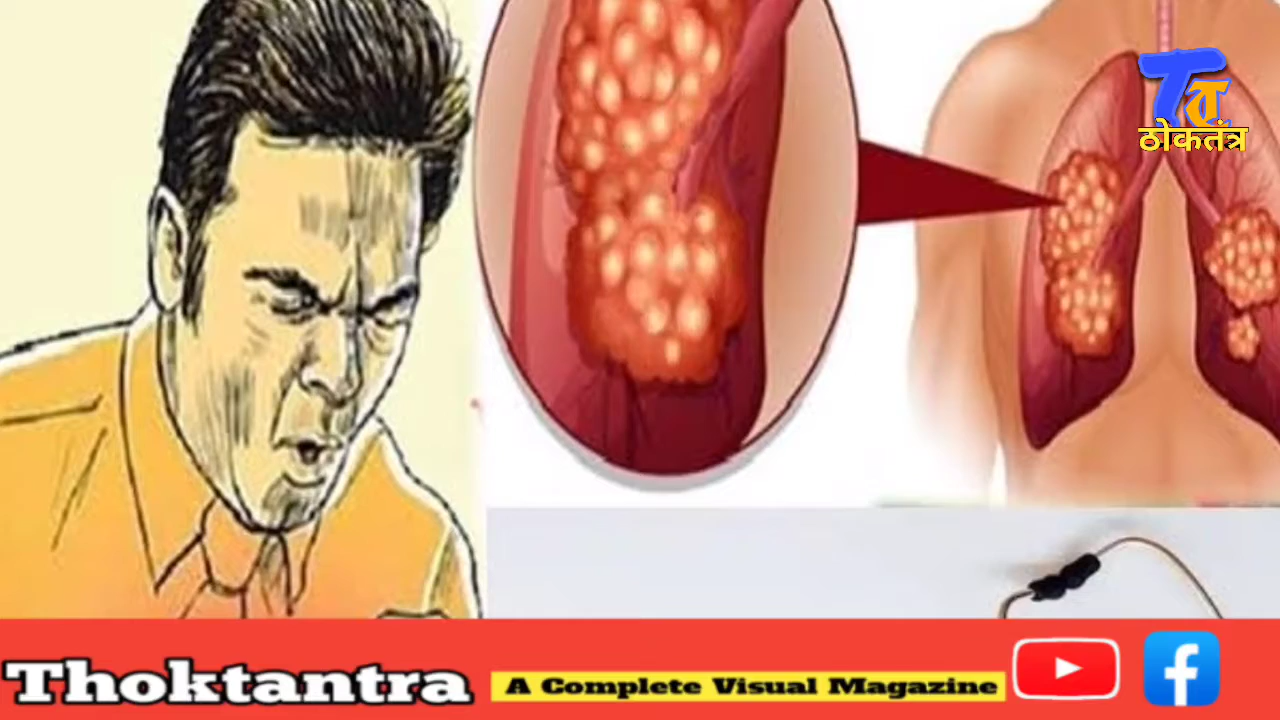 ठोकतंत्र
Thoktantra
A Complete Visual Magazine